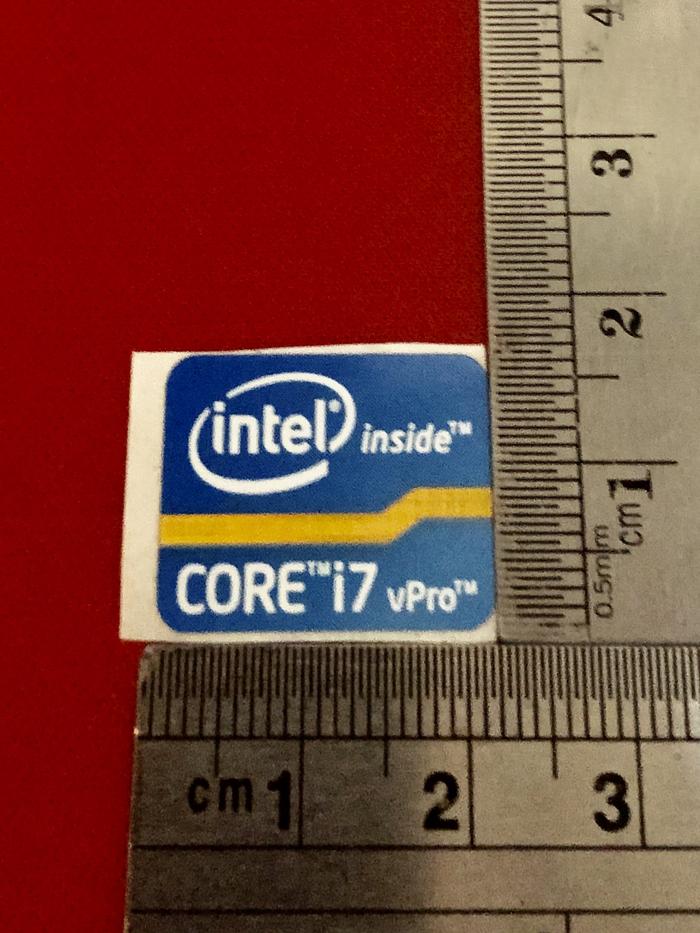 intel® inside™
CORE™ i7 vPro™
4
3
2
1
cm
0.5mm
cm 1 2 3